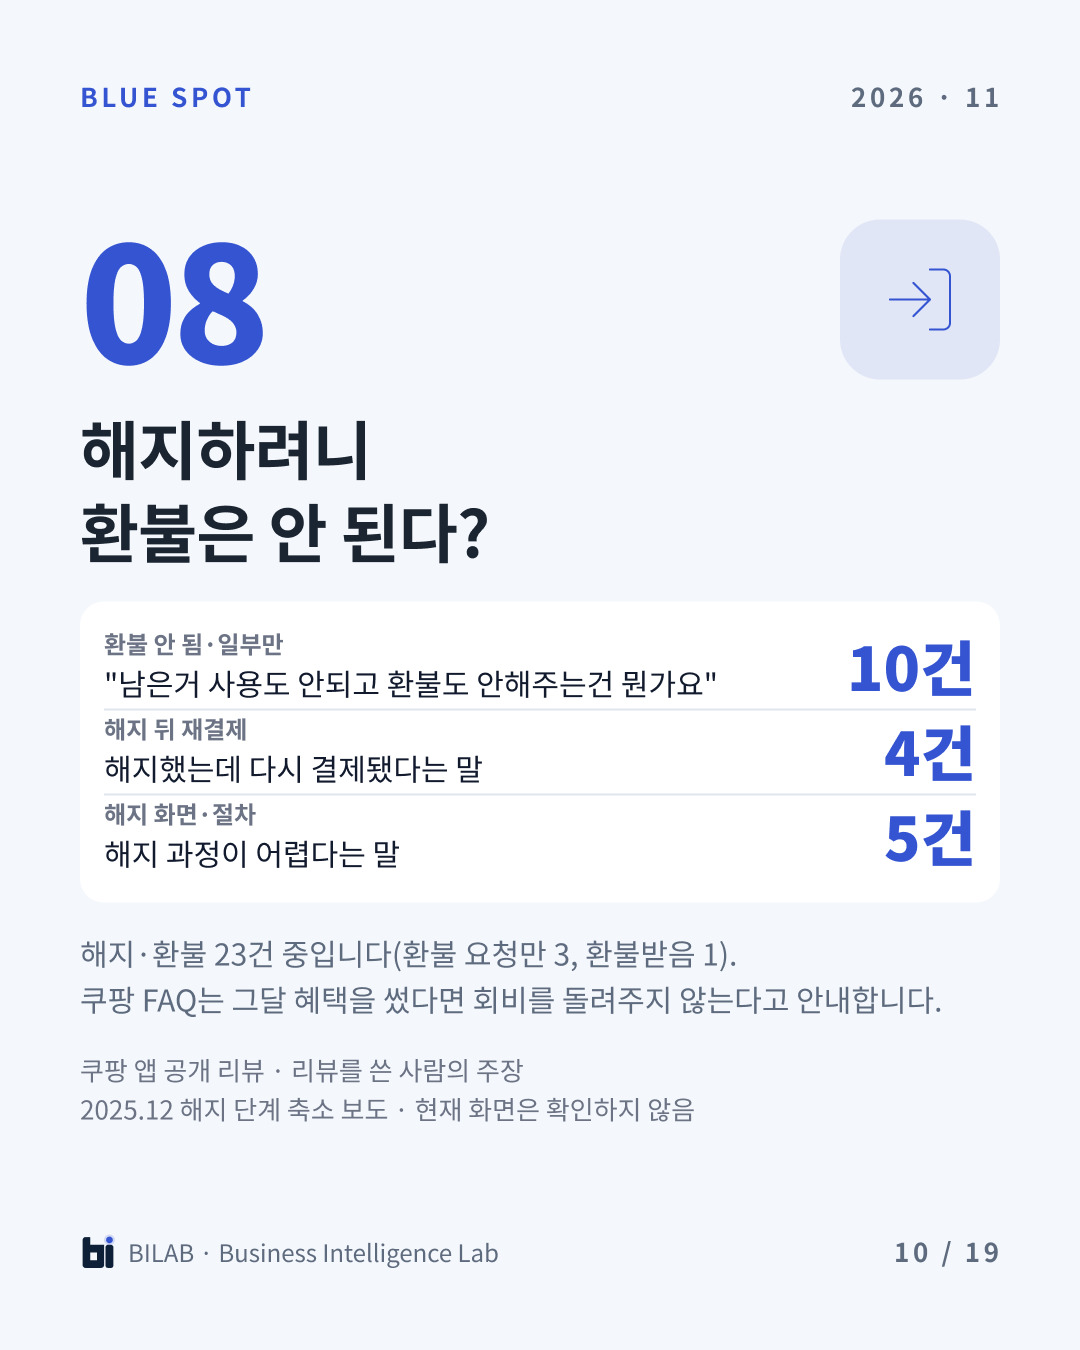 BLUE SPOT
2026 · 11
08
해지하려니
환불은 안 된다?
환불 안 됨·일부만
"남은거 사용도 안되고 환불도 안해주는건 뭔가요"
10건
해지 뒤 재결제
해지했는데 다시 결제됐다는 말
4건
해지 화면·절차
해지 과정이 어렵다는 말
5건
해지·환불 23건 중입니다(환불 요청만 3, 환불받음 1).
쿠팡 FAQ는 그달 혜택을 썼다면 회비를 돌려주지 않는다고 안내합니다.
쿠팡 앱 공개 리뷰 · 리뷰를 쓴 사람의 주장
2025.12 해지 단계 축소 보도 · 현재 화면은 확인하지 않음
bi BILAB · Business Intelligence Lab
10 / 19